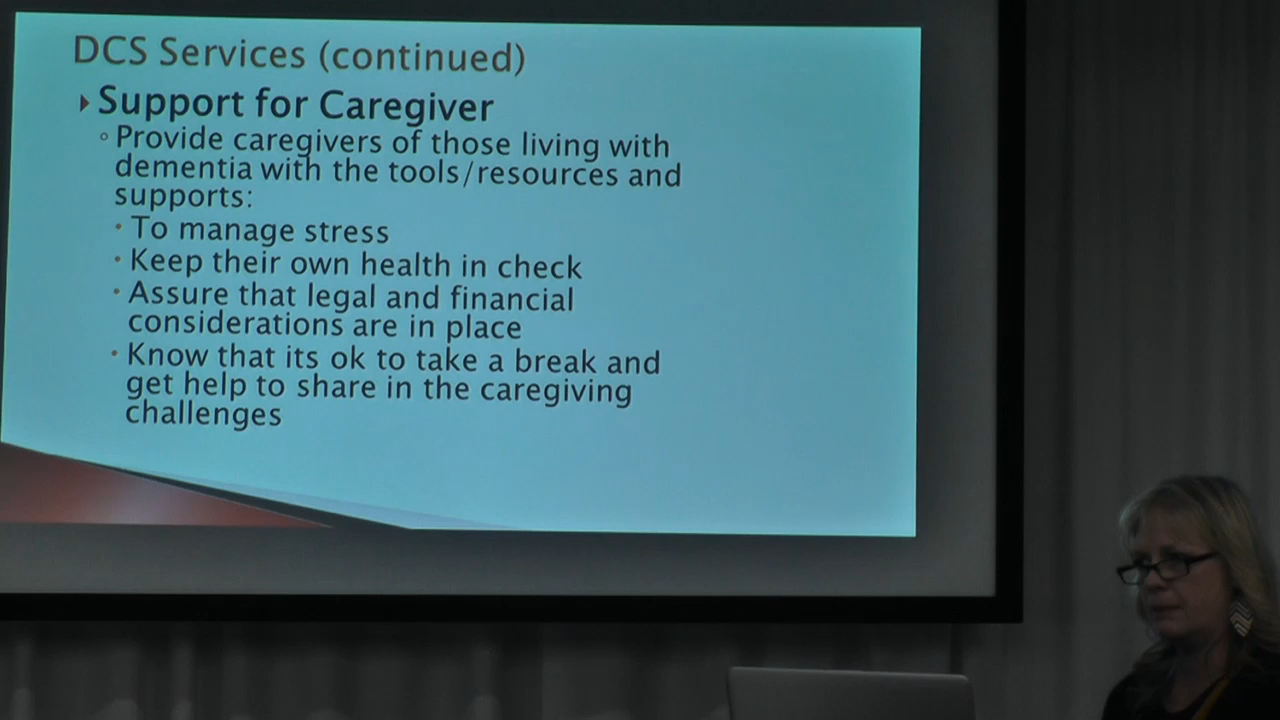 DCS Services (continued)
Support for Caregiver
Provide caregivers of those living with
dementia with the tools/resources and
supports:
To manage stress
Keep their own health in check
Assure that legal and financial
considerations are in place
Know that its ok to take a break and
get help to share in the caregiving
challenges